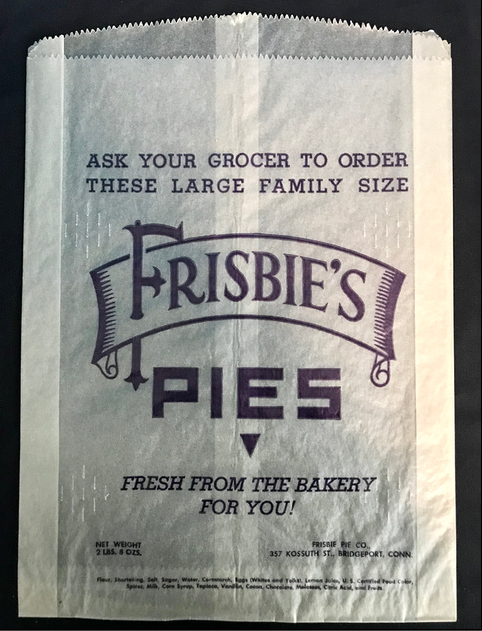 ASK YOUR GROCER TO ORDER
THESE LARGE FAMILY SIZE
FRISBIE'S
PIES
FRESH FROM THE BAKERY
FOR YOU!
NET WEIGHT
2 LBS. 8 OZS.
FRISBIE PIE CO.
357 KOSSUTH ST., BRIDGEPORT, CONN.
Flour, Shortening, Salt, Sugar, Water, Cornstarch, Eggs (Whites and Yolks), Lemon Juice, U. S. Certified Food Color,
Spices, Milk, Corn Syrup, Tapioca, Vanillin, Cocoa, Chocolate, Molasses, Citric Acid, and Fruits.